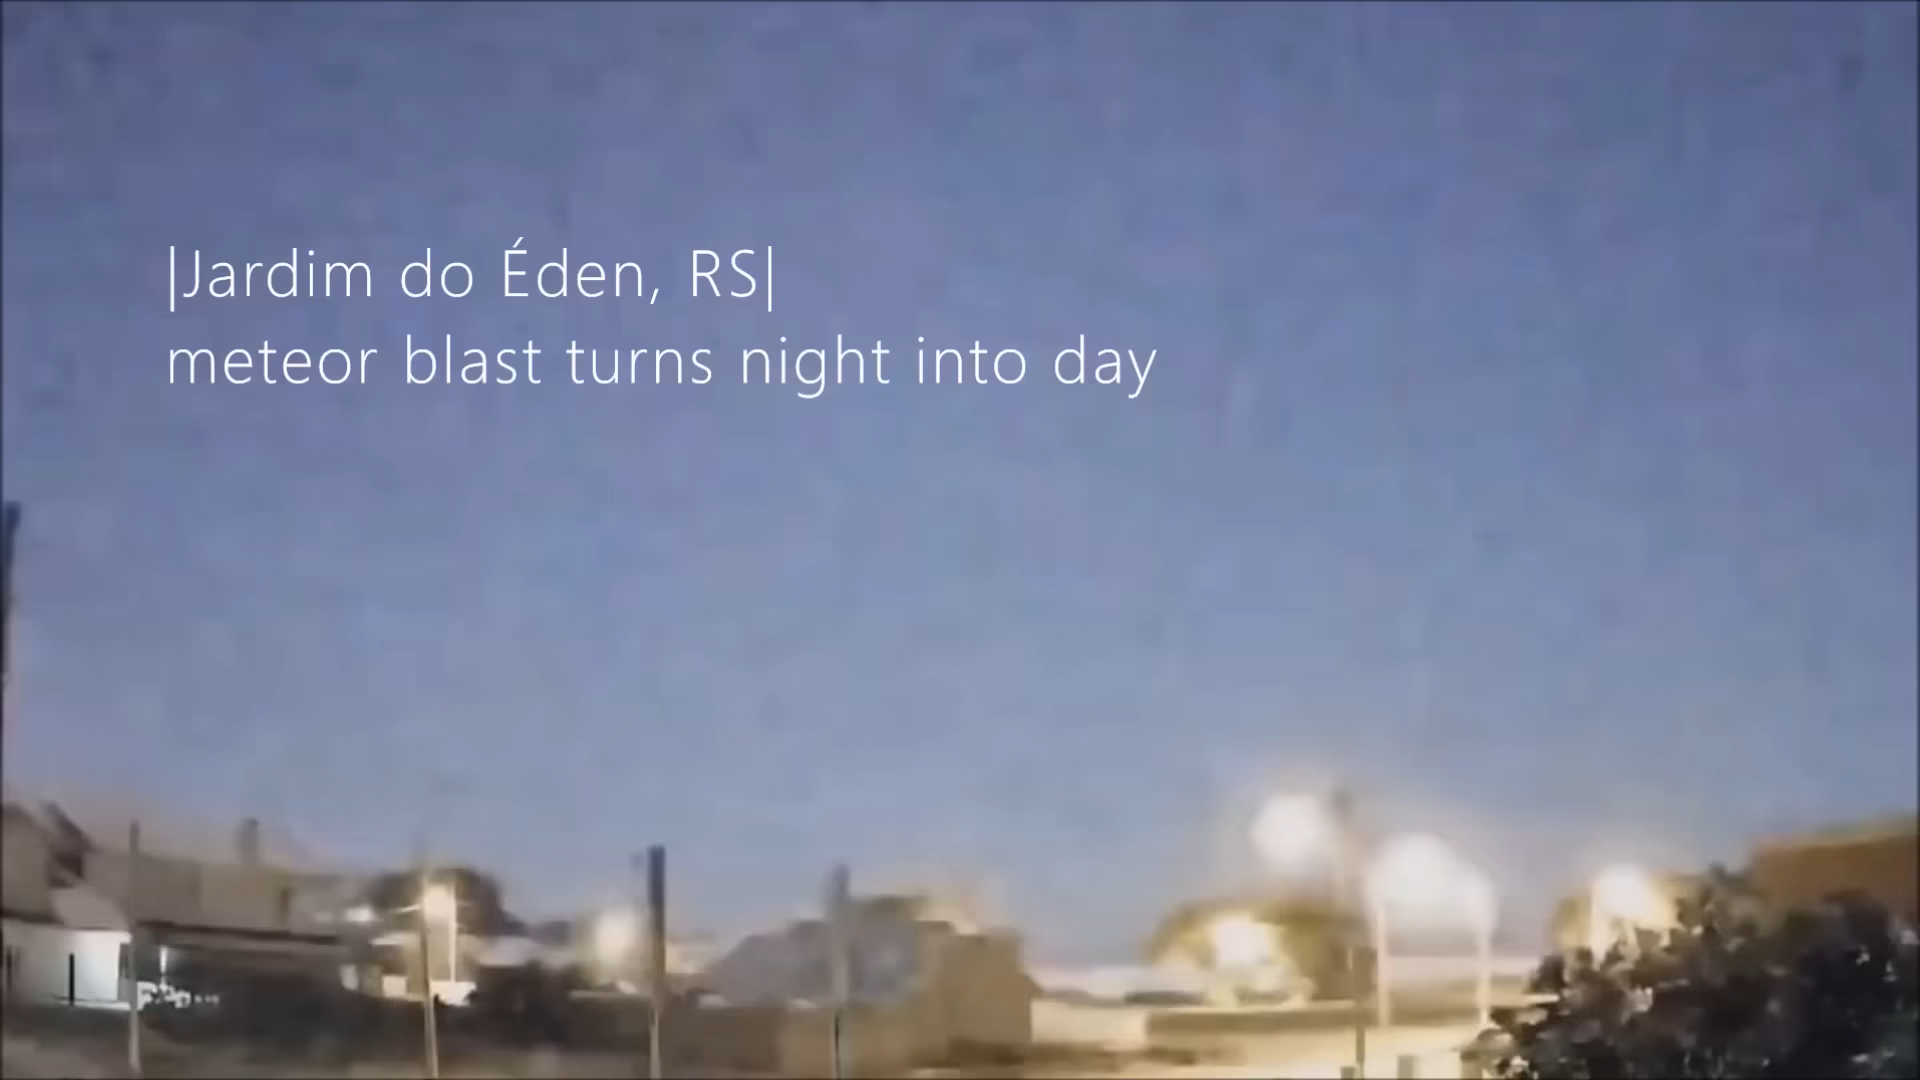 |Jardim do Éden, RS|
meteor blast turns night into day